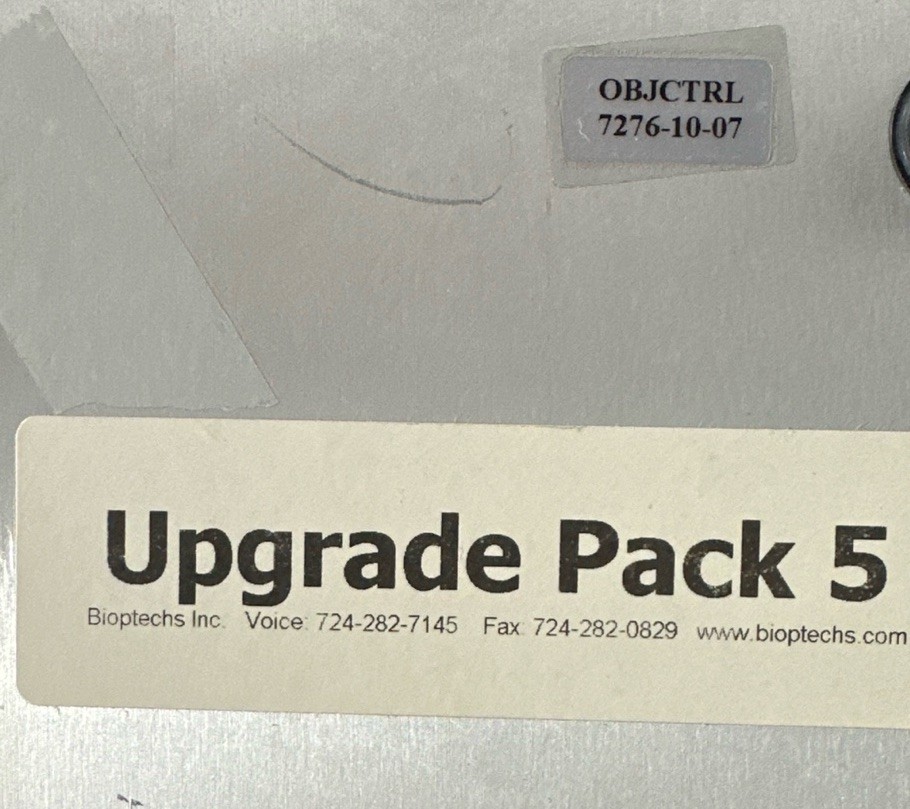 OBJCTRL
7276-10-07
Upgrade Pack 5
Bioptechs Inc. Voice: 724-282-7145 Fax: 724-282-0829 www.bioptechs.com